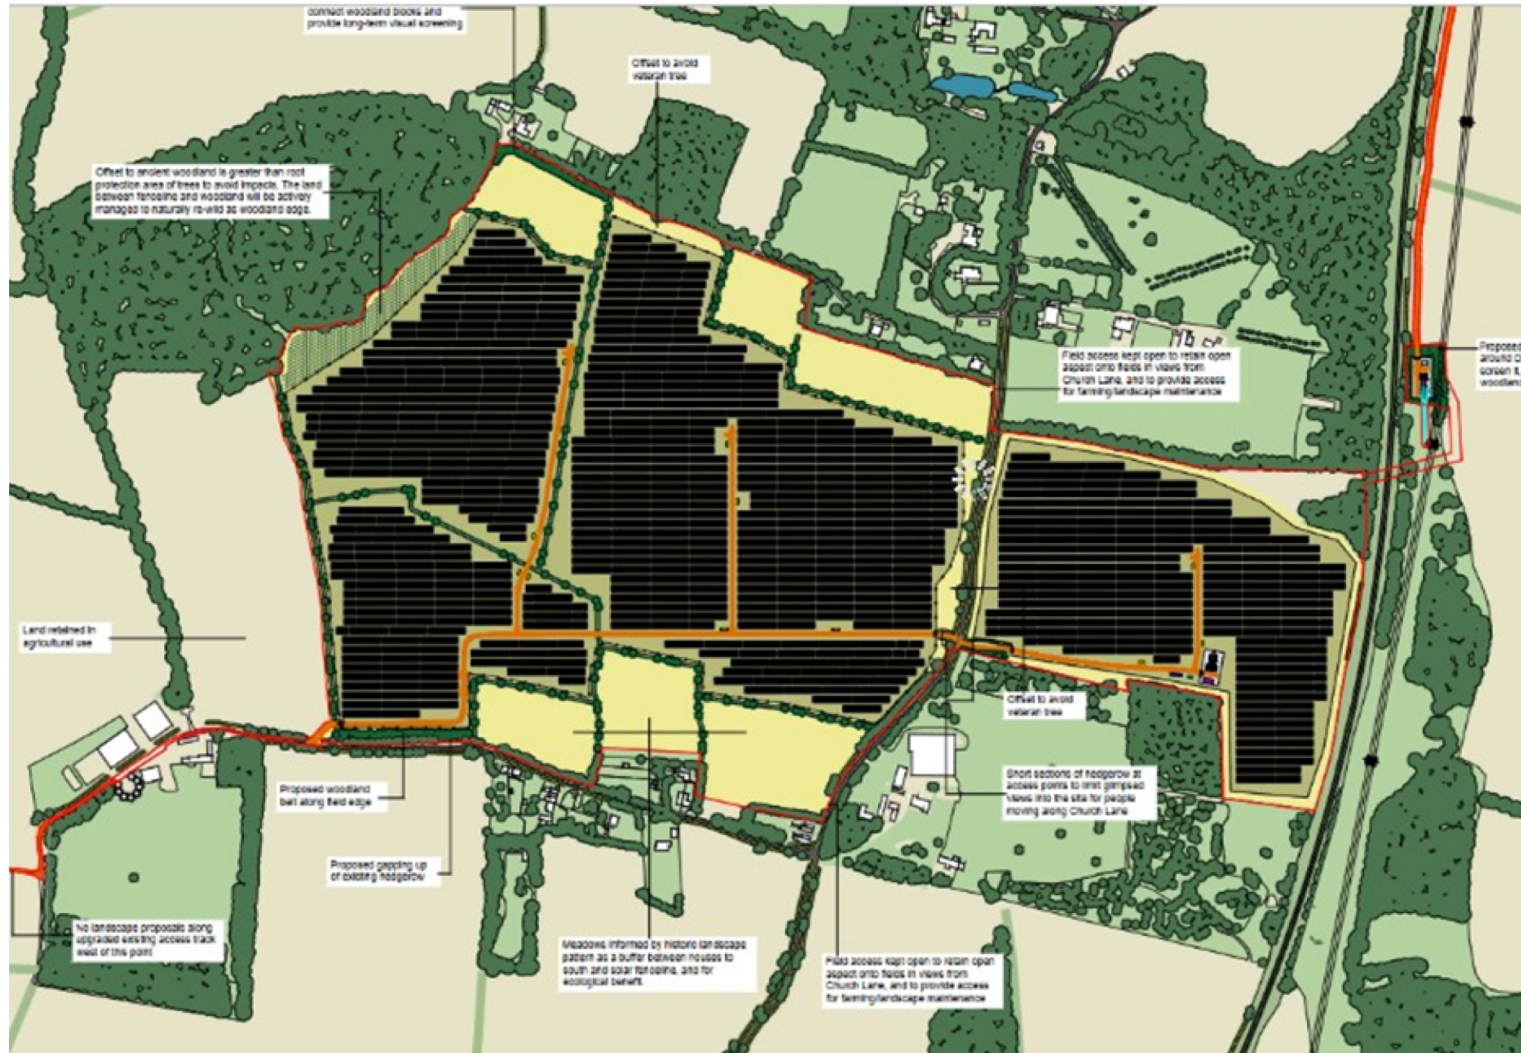 connect woodland blocks and
provide long-term visual screening
Offset to avoid
veteran tree
Offset to ancient woodland is greater than root
protection area of trees to avoid impacts. The land
between fenceline and woodland will be actively
managed to naturally re-wild as woodland edge.
Field access kept open to retain open
aspect onto fields in views from
Church Lane, and to provide access
for farming/landscape maintenance
Proposed
around D
screen it,
woodland
Land retained in
agricultural use
Offset to avoid
veteran tree
Short sections of hedgerow at
access points to limit glimpsed
views into the site for people
moving along Church Lane
Proposed woodland
belt along field edge
Proposed gapping up
of existing hedgerow
No landscape proposals along
upgraded existing access track
west of this point
Meadows informed by historic landscape
pattern as a buffer between houses to
south and solar fenceline, and for
ecological benefit.
Field access kept open to retain open
aspect onto fields in views from
Church Lane, and to provide access
for farming/landscape maintenance